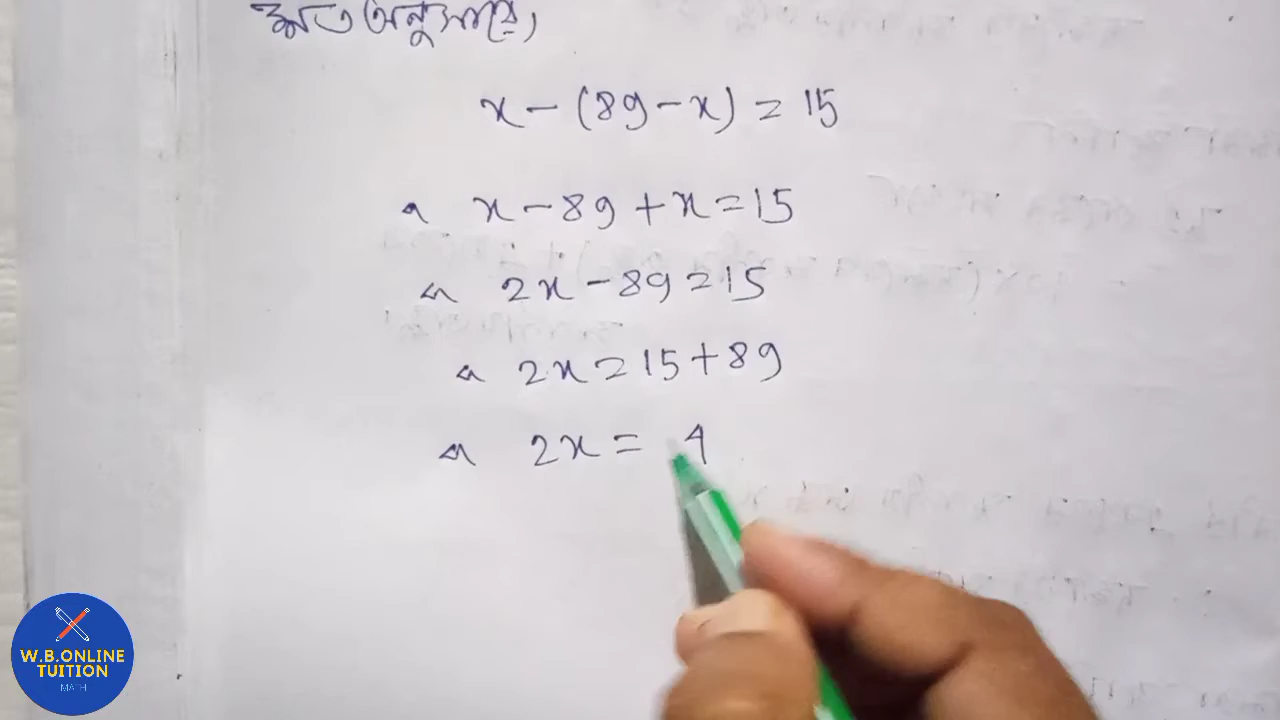 শর্ত অনুসারে,
x - (89 - x) = 15
বা x - 89 + x = 15
বা 2x - 89 = 15
বা 2x = 15 + 89
বা 2x = 4
W.B.ONLINE
TUITION
MATH